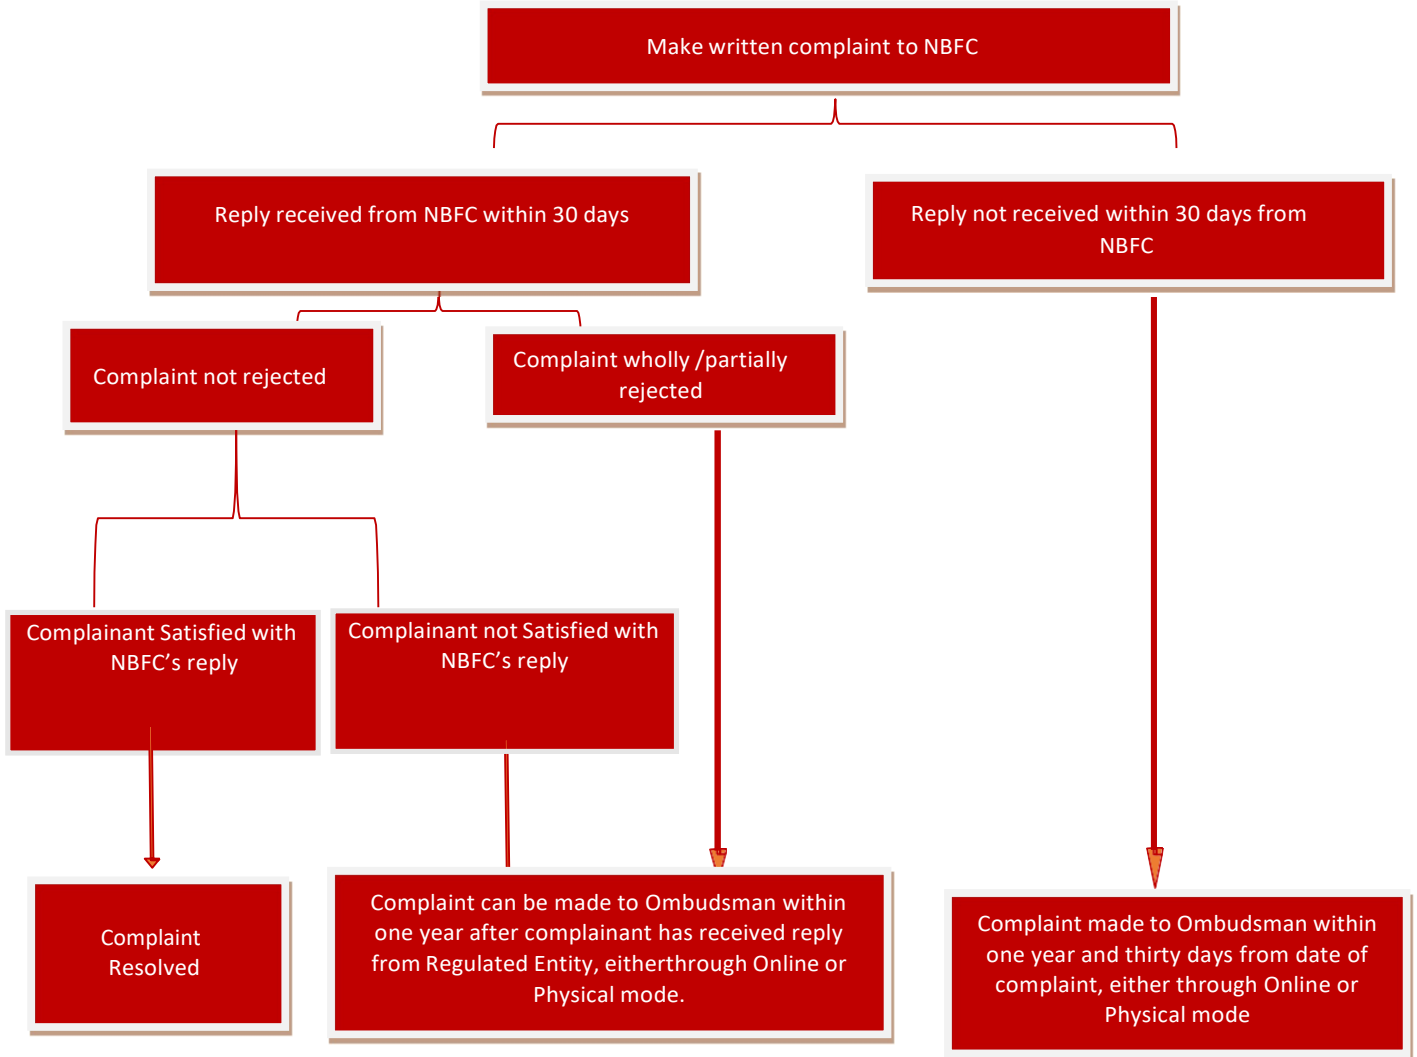 Make written complaint to NBFC
Reply received from NBFC within 30 days
Reply not received within 30 days from
NBFC
Complaint not rejected
Complaint wholly /partially
rejected
Complainant Satisfied with
NBFC’s reply
Complainant not Satisfied with
NBFC’s reply
Complaint
Resolved
Complaint can be made to Ombudsman within
one year after complainant has received reply
from Regulated Entity, eitherthrough Online or
Physical mode.
Complaint made to Ombudsman within
one year and thirty days from date of
complaint, either through Online or
Physical mode